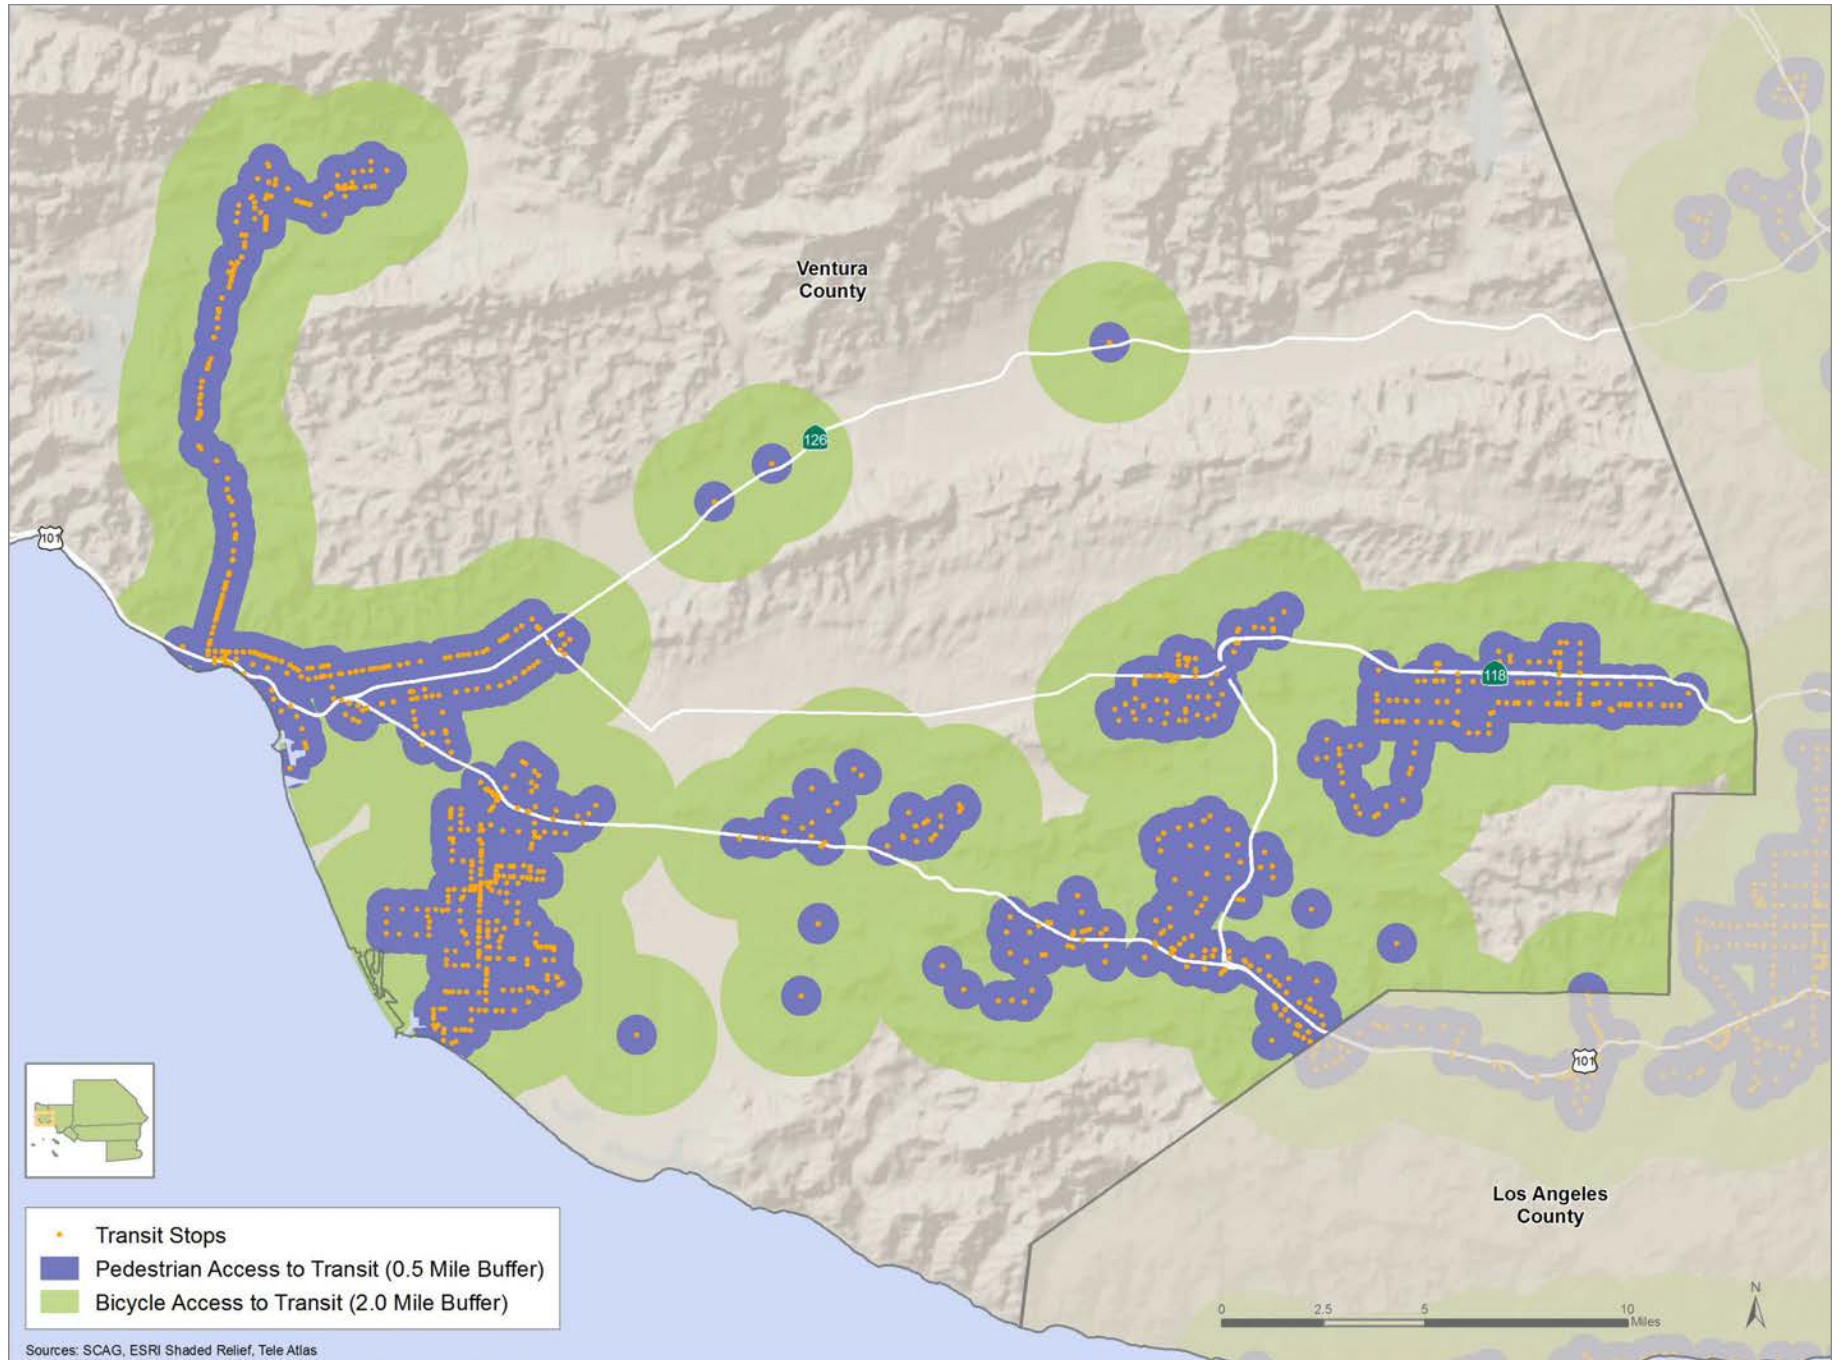 Ventura
County
126
101
118
101
Los Angeles
County
Transit Stops
Pedestrian Access to Transit (0.5 Mile Buffer)
Bicycle Access to Transit (2.0 Mile Buffer)
N
0 2.5 5 10
Miles
Sources: SCAG, ESRI Shaded Relief, Tele Atlas